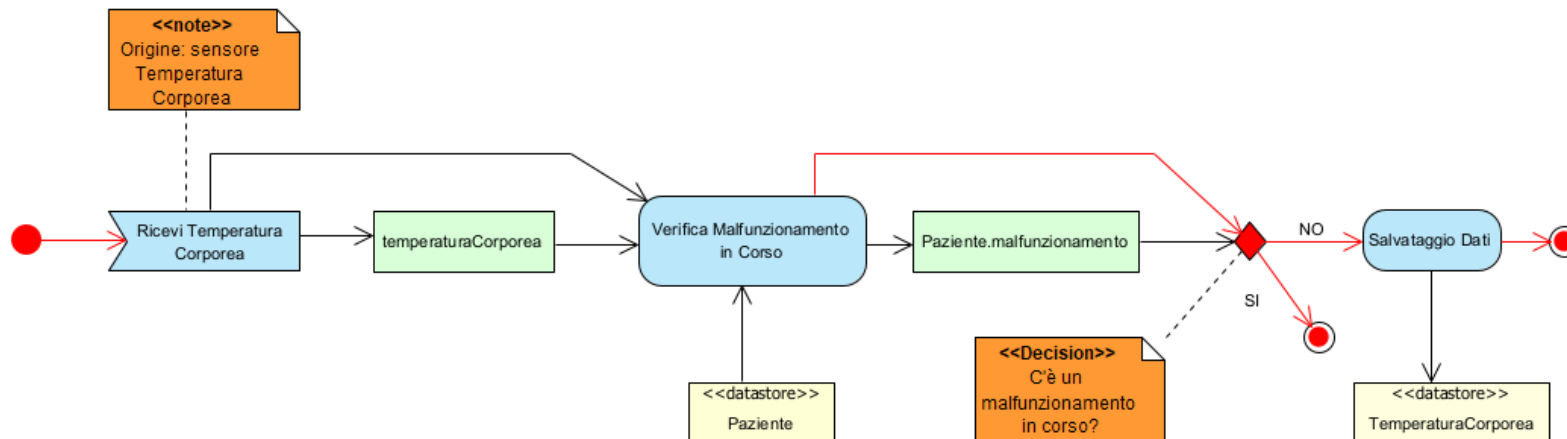 <<note>>
Origine: sensore
Temperatura
Corporea
Ricevi Temperatura
Corporea
temperaturaCorporea
Verifica Malfunzionamento
in Corso
Paziente.malfunzionamento
NO
SI
Salvataggio Dati
<<datastore>>
Paziente
<<Decision>>
C'è un
malfunzionamento
in corso?
<<datastore>>
TemperaturaCorporea